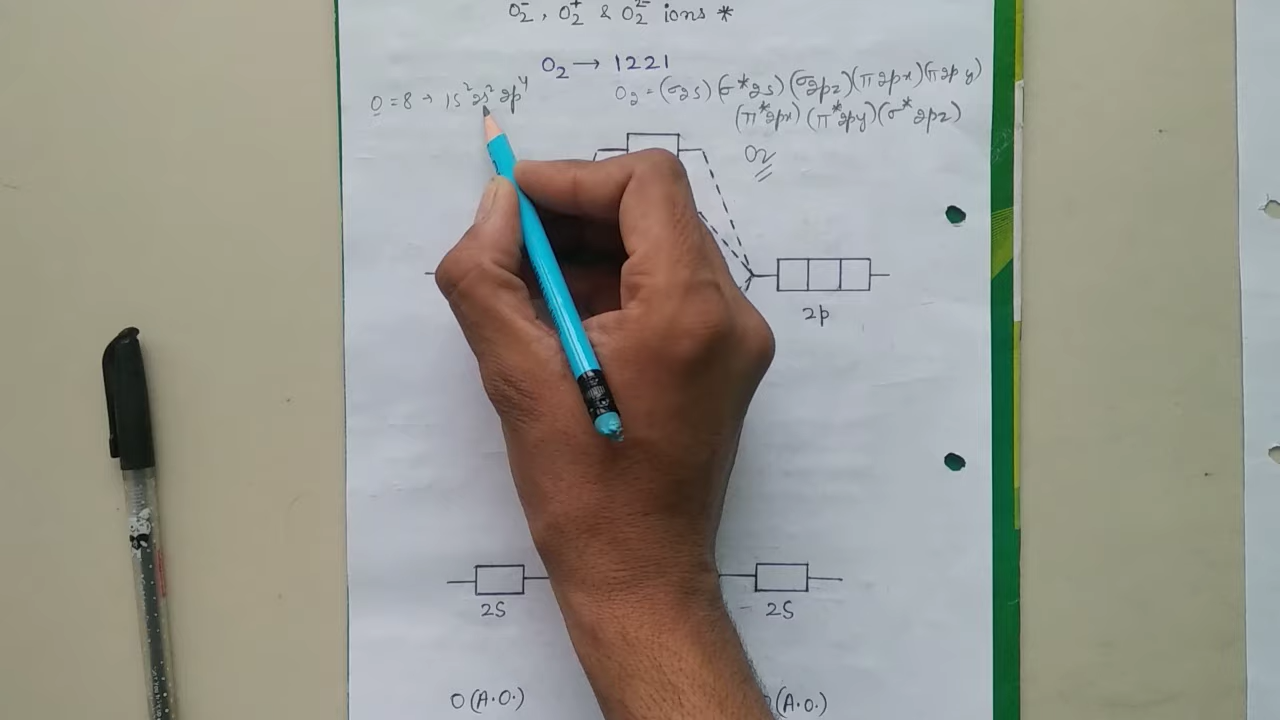 O₂⁻, O₂⁺ & O₂²⁻ ions *
O₂ → 1221
O = 8 → 1s² 2s² 2p⁴
O₂ = (σ2s) (σ*2s) (σ2pz) (π2px) (π2py)
(π*2px) (π*2py) (σ*2pz)
O₂
2p
2S
2S
O (A.O.)
(A.O.)